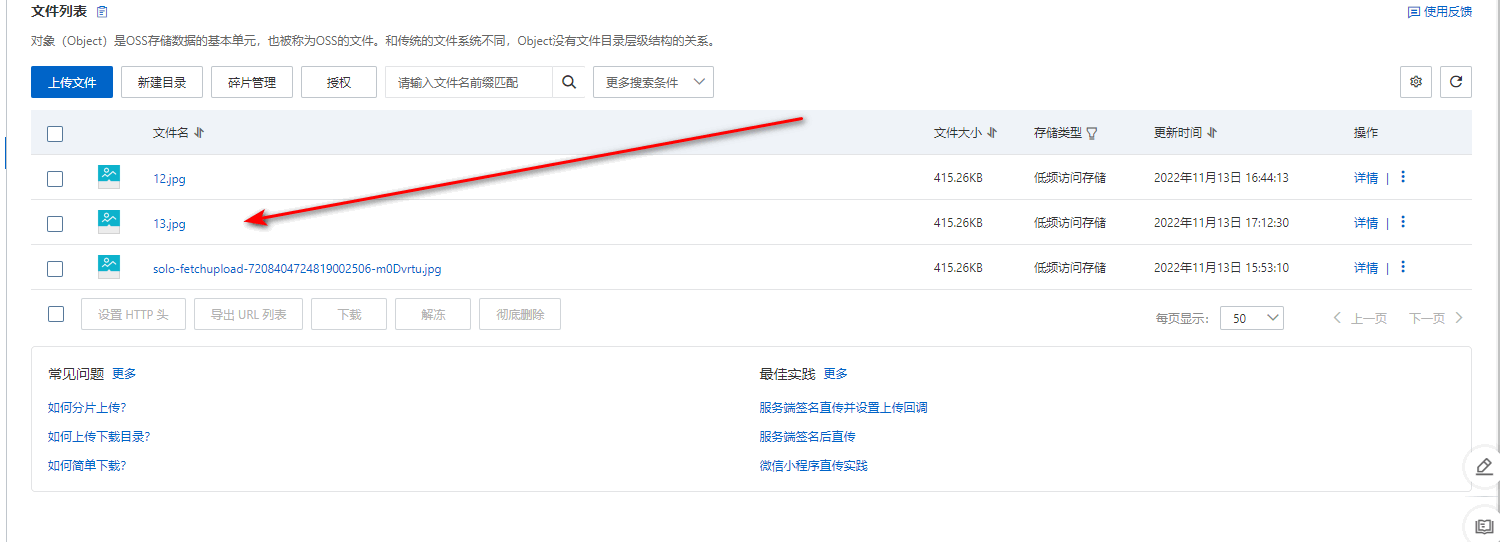 文件列表 使用反馈
对象（Object）是OSS存储数据的基本单元，也被称为OSS的文件。和传统的文件系统不同，Object没有文件目录层级结构的关系。
上传文件 新建目录 碎片管理 授权 请输入文件名前缀匹配 更多搜索条件
文件名 文件大小 存储类型 更新时间 操作
12.jpg 415.26KB 低频访问存储 2022年11月13日 16:44:13 详情 |
13.jpg 415.26KB 低频访问存储 2022年11月13日 17:12:30 详情 |
solo-fetchupload-7208404724819002506-m0Dvrtu.jpg 415.26KB 低频访问存储 2022年11月13日 15:53:10 详情 |
设置 HTTP 头 导出 URL 列表 下载 解冻 彻底删除 每页显示： 50 上一页 下一页
常见问题 更多 最佳实践 更多
如何分片上传? 服务端签名直传并设置上传回调
如何上传下载目录? 服务端签名后直传
如何简单下载? 微信小程序直传实践